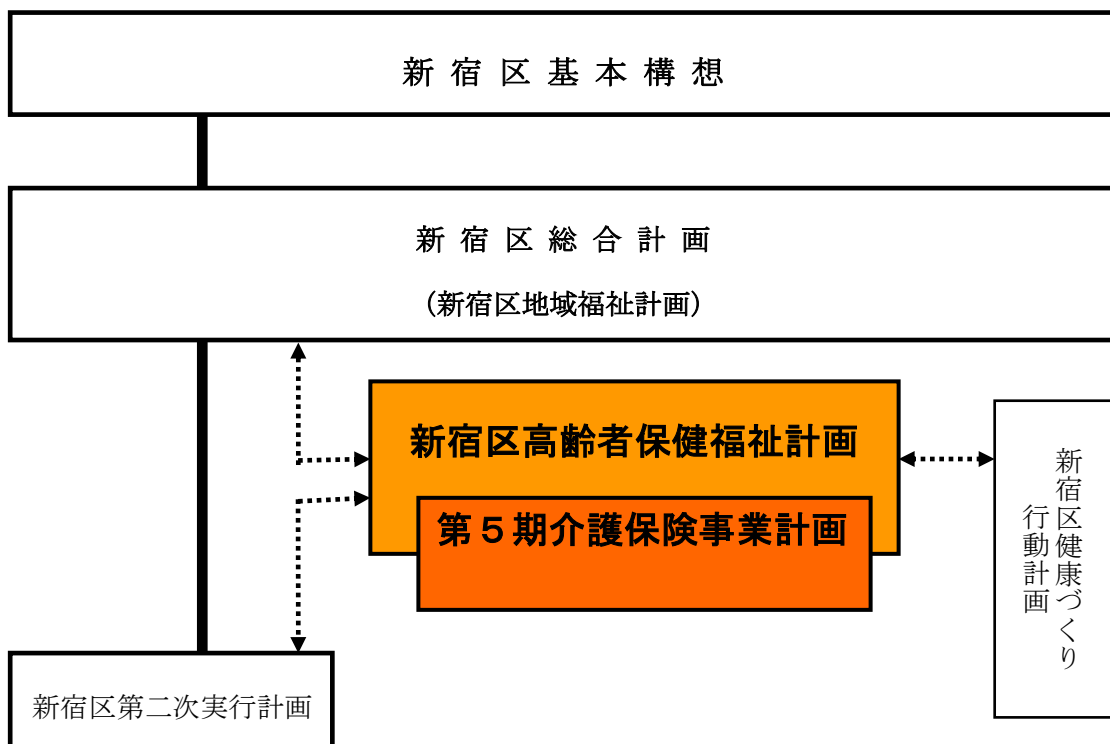 新宿区基本構想
新宿区総合計画
（新宿区地域福祉計画）
新宿区高齢者保健福祉計画
第５期介護保険事業計画
新宿区健康づくり
行動計画
新宿区第二次実行計画